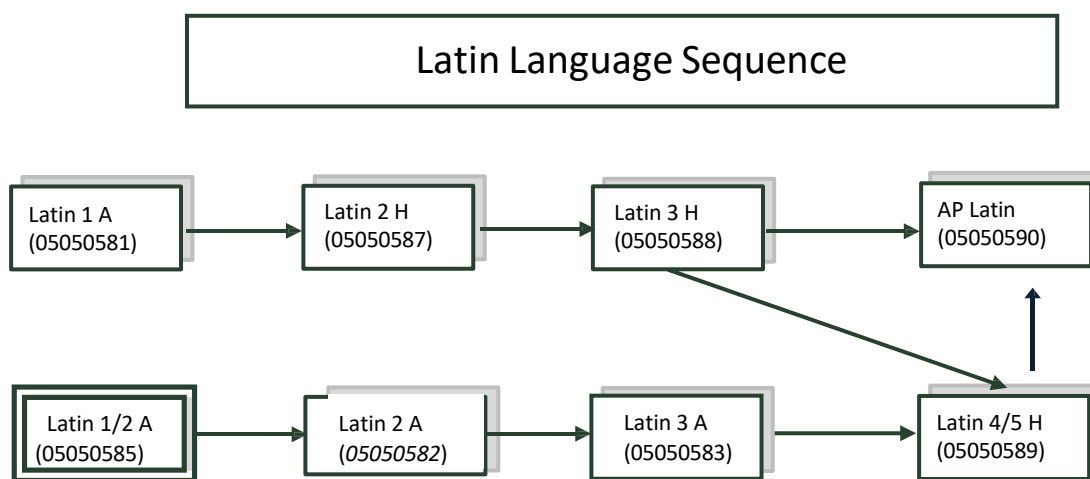 Latin Language Sequence
Latin 1 A
(05050581)
Latin 2 H
(05050587)
Latin 3 H
(05050588)
AP Latin
(05050590)
Latin 1/2 A
(05050585)
Latin 2 A
(05050582)
Latin 3 A
(05050583)
Latin 4/5 H
(05050589)